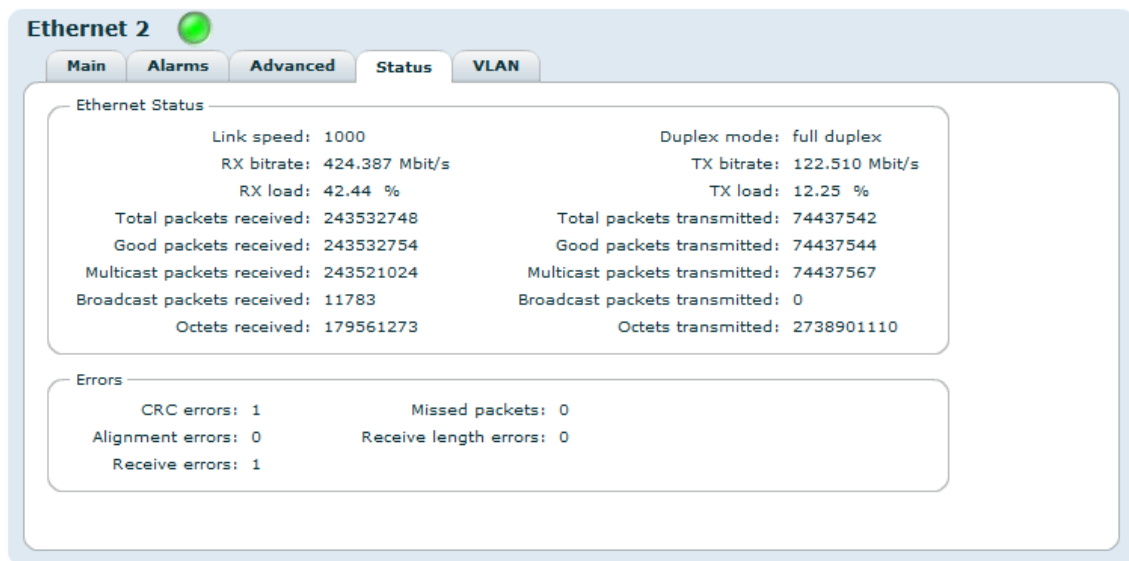 Ethernet 2
Main Alarms Advanced Status VLAN
Ethernet Status
Link speed: 1000 Duplex mode: full duplex
RX bitrate: 424.387 Mbit/s TX bitrate: 122.510 Mbit/s
RX load: 42.44 % TX load: 12.25 %
Total packets received: 243532748 Total packets transmitted: 74437542
Good packets received: 243532754 Good packets transmitted: 74437544
Multicast packets received: 243521024 Multicast packets transmitted: 74437567
Broadcast packets received: 11783 Broadcast packets transmitted: 0
Octets received: 179561273 Octets transmitted: 2738901110
Errors
CRC errors: 1 Missed packets: 0
Alignment errors: 0 Receive length errors: 0
Receive errors: 1